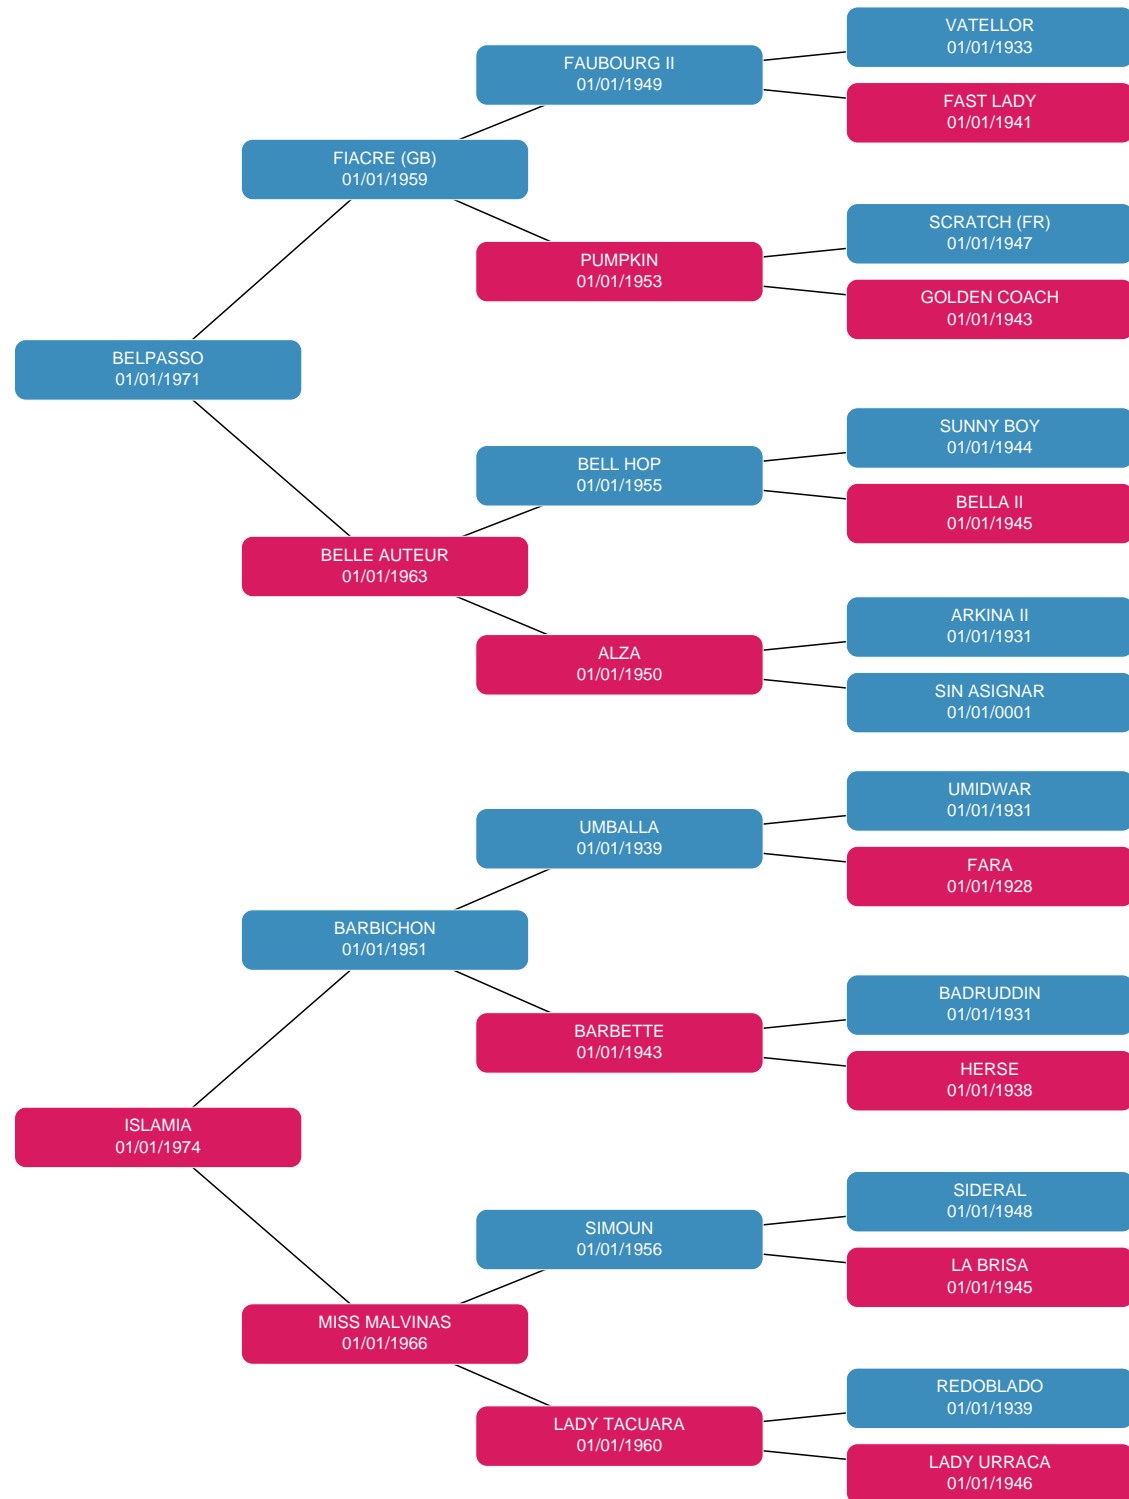 VATELLOR
01/01/1933
FAUBOURG II
01/01/1949
FAST LADY
01/01/1941
FIACRE (GB)
01/01/1959
SCRATCH (FR)
01/01/1947
PUMPKIN
01/01/1953
GOLDEN COACH
01/01/1943
BELPASSO
01/01/1971
SUNNY BOY
01/01/1944
BELL HOP
01/01/1955
BELLA II
01/01/1945
BELLE AUTEUR
01/01/1963
ARKINA II
01/01/1931
ALZA
01/01/1950
SIN ASIGNAR
01/01/0001
UMIDWAR
01/01/1931
UMBALLA
01/01/1939
FARA
01/01/1928
BARBICHON
01/01/1951
BADRUDDIN
01/01/1931
BARBETTE
01/01/1943
HERSE
01/01/1938
ISLAMIA
01/01/1974
SIDERAL
01/01/1948
SIMOUN
01/01/1956
LA BRISA
01/01/1945
MISS MALVINAS
01/01/1966
REDOBLADO
01/01/1939
LADY TACUARA
01/01/1960
LADY URRACA
01/01/1946